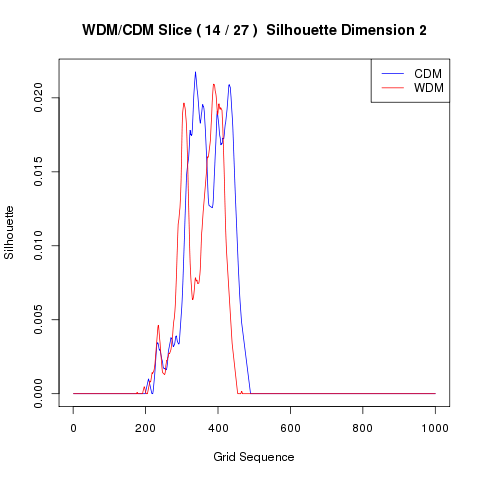 WDM/CDM Slice ( 14 / 27 )  Silhouette Dimension 2
CDM
WDM
Silhouette
0.020
0.015
0.010
0.005
0.000
0 200 400 600 800 1000
Grid Sequence